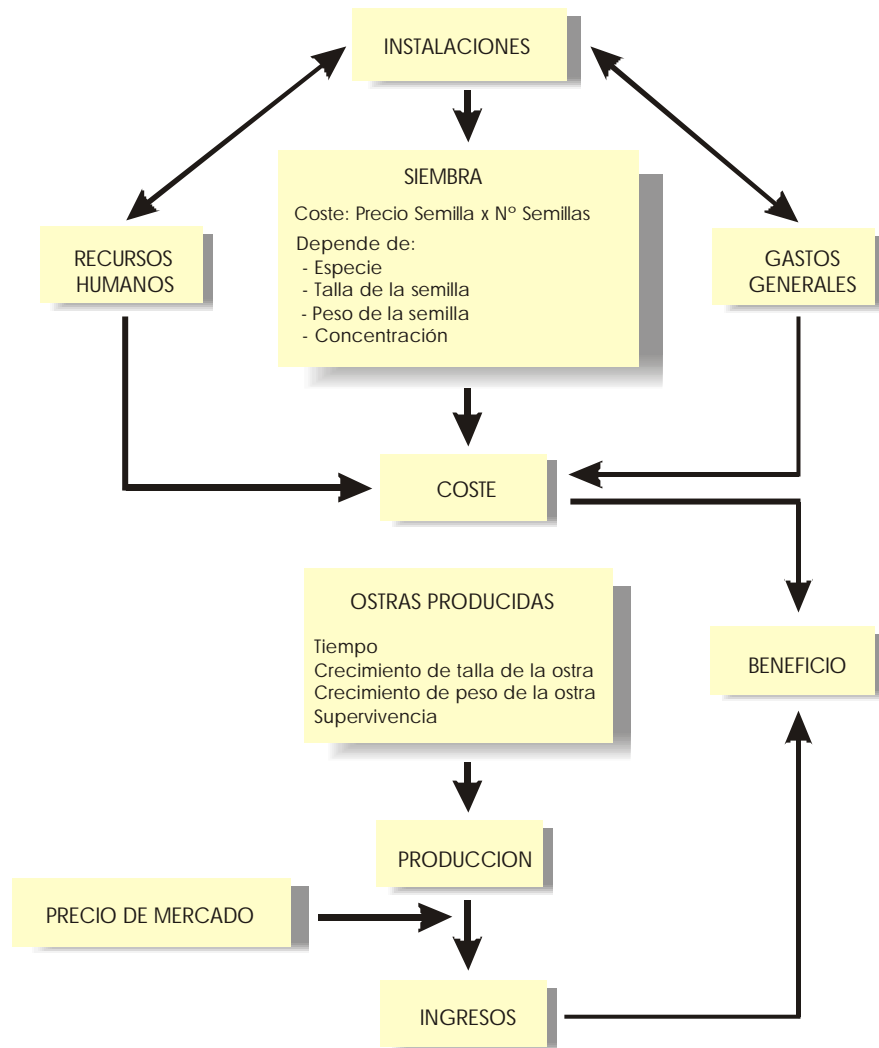 INSTALACIONES
SIEMBRA
Coste: Precio Semilla x Nº Semillas
Depende de:
- Especie
- Talla de la semilla
- Peso de la semilla
- Concentración
RECURSOS
HUMANOS
GASTOS
GENERALES
COSTE
OSTRAS PRODUCIDAS
Tiempo
Crecimiento de talla de la ostra
Crecimiento de peso de la ostra
Supervivencia
BENEFICIO
PRODUCCION
PRECIO DE MERCADO
INGRESOS